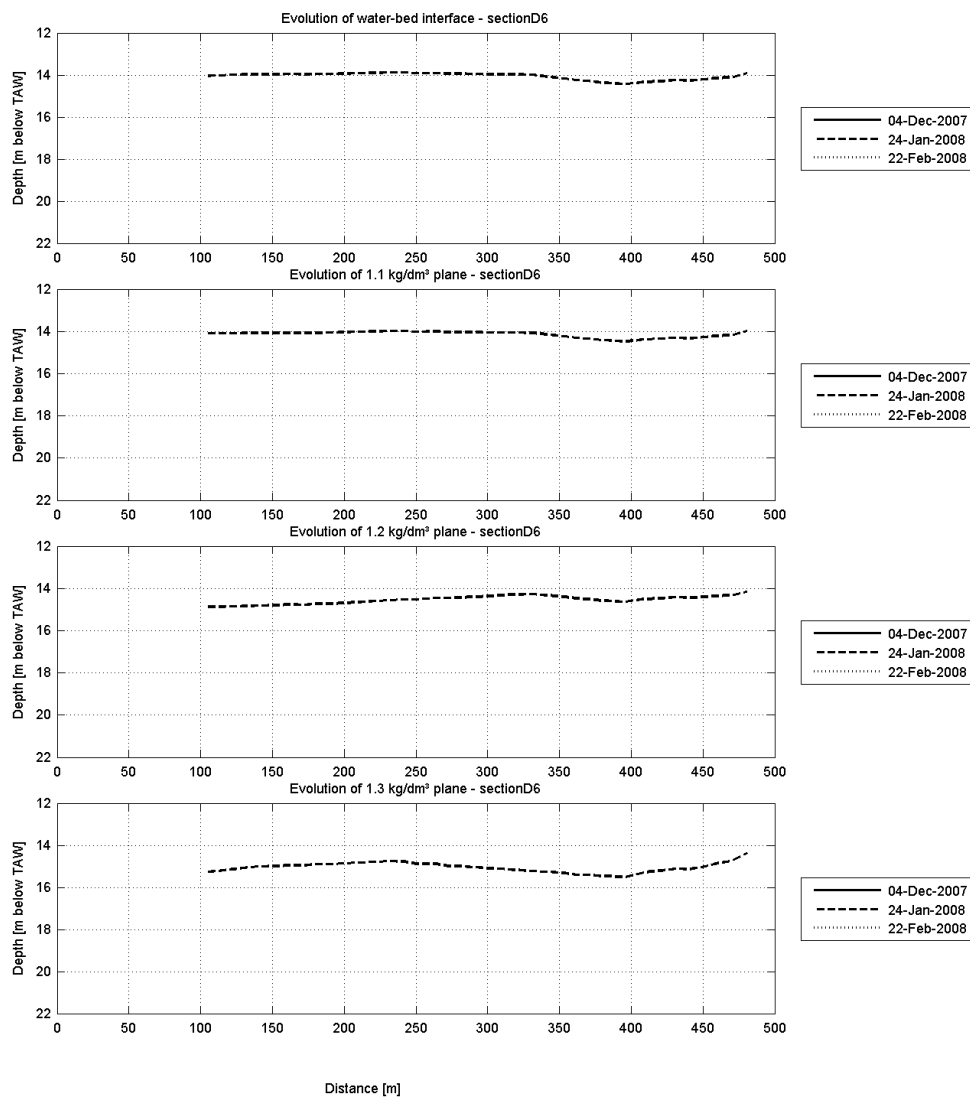 Evolution of water-bed interface - sectionD6
Depth [m below TAW]
12
14
16
18
20
22
0 50 100 150 200 250 300 350 400 450 500
04-Dec-2007
24-Jan-2008
22-Feb-2008
Evolution of 1.1 kg/dm³ plane - sectionD6
Depth [m below TAW]
12
14
16
18
20
22
0 50 100 150 200 250 300 350 400 450 500
04-Dec-2007
24-Jan-2008
22-Feb-2008
Evolution of 1.2 kg/dm³ plane - sectionD6
Depth [m below TAW]
12
14
16
18
20
22
0 50 100 150 200 250 300 350 400 450 500
04-Dec-2007
24-Jan-2008
22-Feb-2008
Evolution of 1.3 kg/dm³ plane - sectionD6
Depth [m below TAW]
12
14
16
18
20
22
0 50 100 150 200 250 300 350 400 450 500
04-Dec-2007
24-Jan-2008
22-Feb-2008
Distance [m]